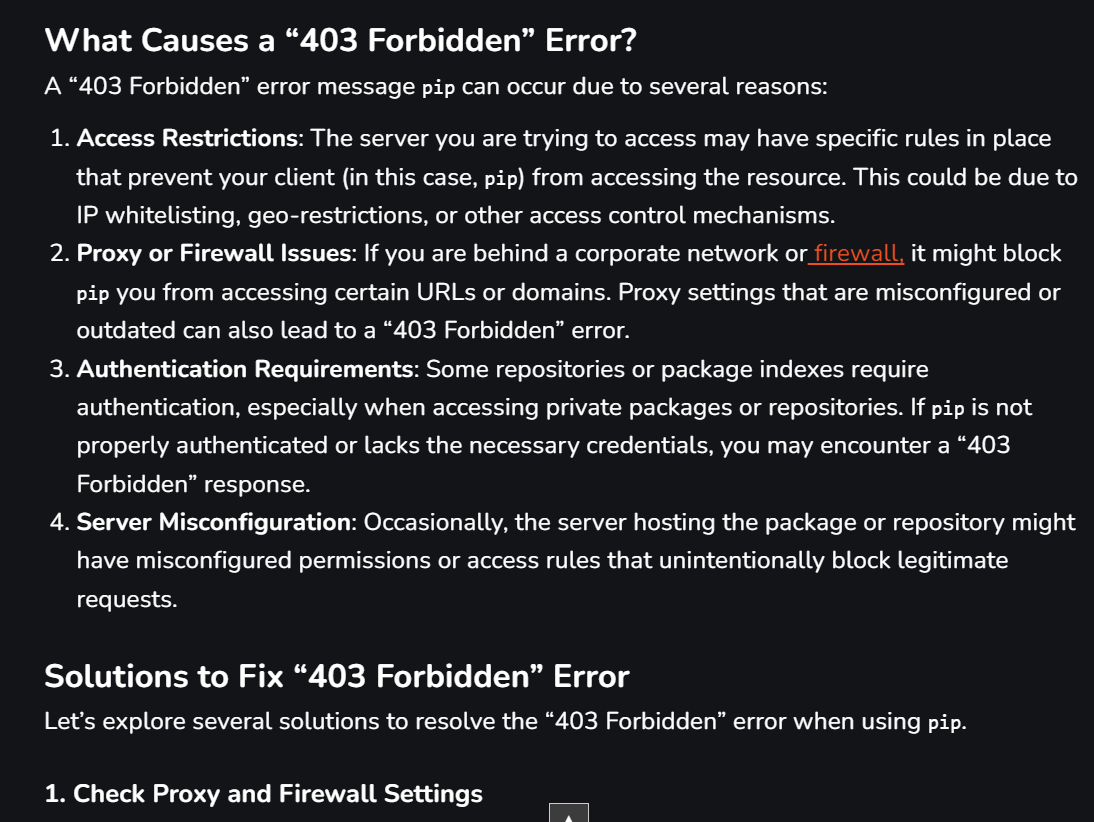 What Causes a “403 Forbidden” Error?
A “403 Forbidden” error message pip can occur due to several reasons:
1. Access Restrictions: The server you are trying to access may have specific rules in place
that prevent your client (in this case, pip) from accessing the resource. This could be due to
IP whitelisting, geo-restrictions, or other access control mechanisms.
2. Proxy or Firewall Issues: If you are behind a corporate network or firewall, it might block
pip you from accessing certain URLs or domains. Proxy settings that are misconfigured or
outdated can also lead to a “403 Forbidden” error.
3. Authentication Requirements: Some repositories or package indexes require
authentication, especially when accessing private packages or repositories. If pip is not
properly authenticated or lacks the necessary credentials, you may encounter a “403
Forbidden” response.
4. Server Misconfiguration: Occasionally, the server hosting the package or repository might
have misconfigured permissions or access rules that unintentionally block legitimate
requests.
Solutions to Fix “403 Forbidden” Error
Let’s explore several solutions to resolve the “403 Forbidden” error when using pip.
1. Check Proxy and Firewall Settings